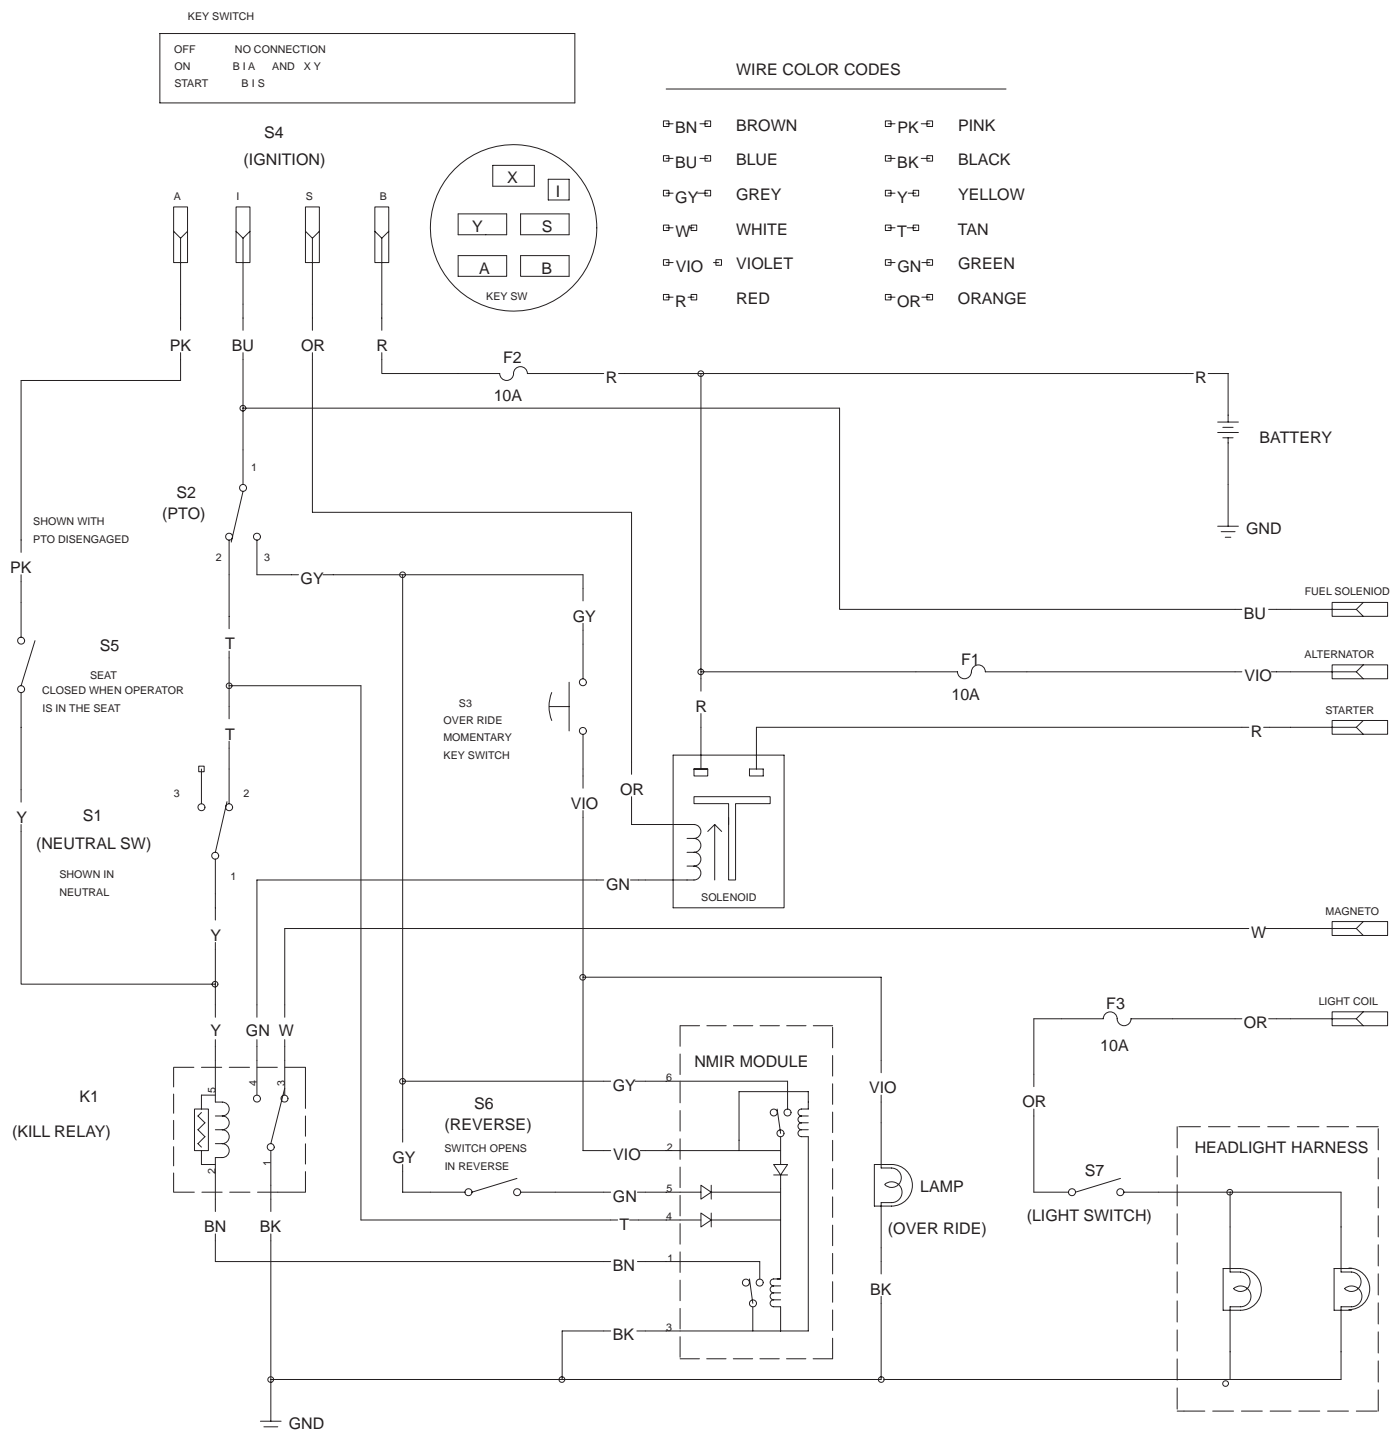 KEY SWITCH
OFF NO CONNECTION
ON B I A AND X Y
START B I S
WIRE COLOR CODES
BN BROWN
BU BLUE
GY GREY
W WHITE
VIO VIOLET
R RED
PK PINK
BK BLACK
Y YELLOW
T TAN
GN GREEN
OR ORANGE
S4
(IGNITION)
A I S B
X
I
Y S
A B
KEY SW
PK BU OR R
F2
10A
R
R
BATTERY
GND
1
S2
(PTO)
SHOWN WITH
PTO DISENGAGED
2
3
GY
PK
GY
FUEL SOLENIOD
BU
T
S5
SEAT
CLOSED WHEN OPERATOR
IS IN THE SEAT
F1
10A
ALTERNATOR
VIO
S3
OVER RIDE
MOMENTARY
KEY SWITCH
R
STARTER
R
T
3
2
VIO
OR
Y
S1
(NEUTRAL SW)
SHOWN IN
NEUTRAL
1
GN
SOLENOID
Y
MAGNETO
W
F3
10A
LIGHT COIL
OR
Y GN W
K1
(KILL RELAY)
5
4
3
2
1
NMIR MODULE
GY 6
VIO
OR
S6
(REVERSE)
SWITCH OPENS
IN REVERSE
GY
VIO 2
GN 5
T 4
LAMP
(OVER RIDE)
S7
(LIGHT SWITCH)
HEADLIGHT HARNESS
BN
BK
BN 1
BK
BK 3
GND